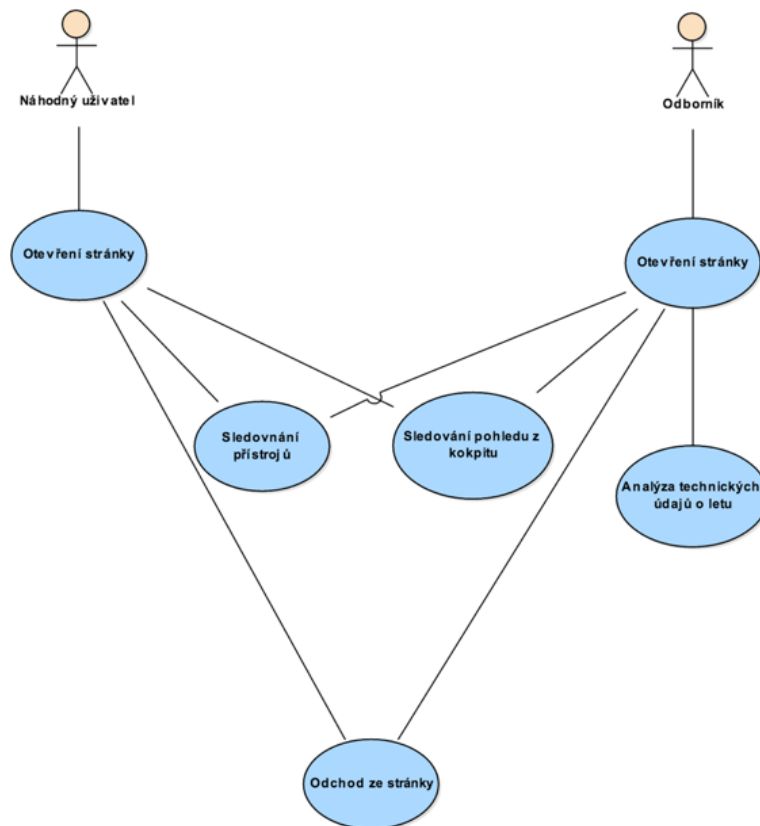 Náhodný uživatel
Odborník
Otevření stránky
Otevření stránky
Sledovnání
přístrojů
Sledování pohledu z
kokpitu
Analýza technických
údajů o letu
Odchod ze stránky